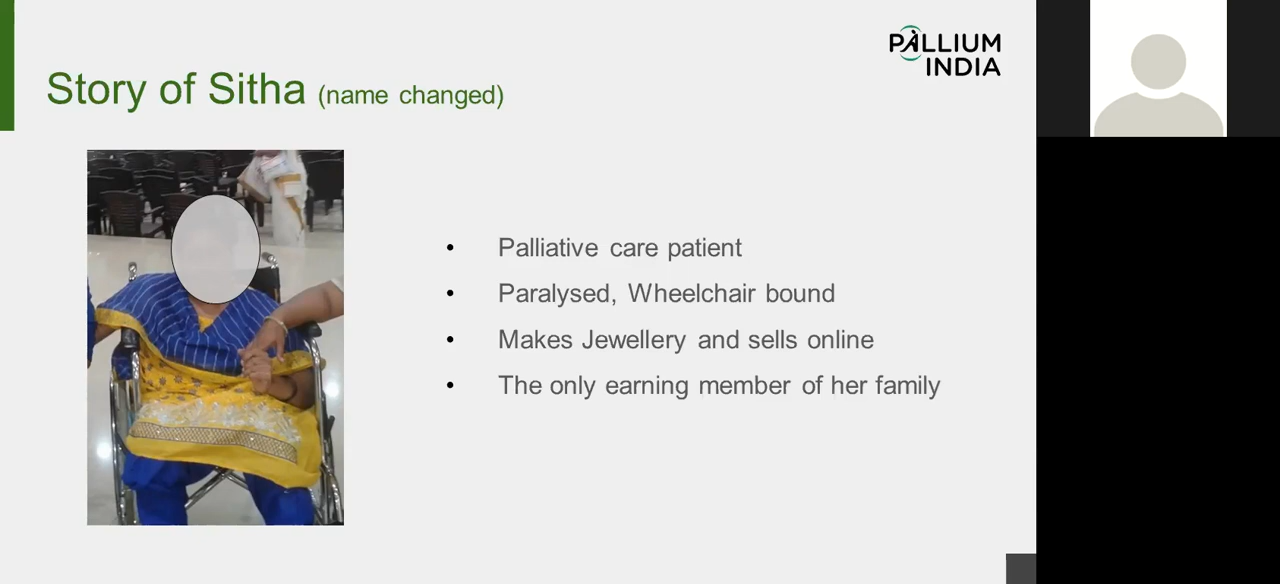 PALLIUM
INDIA
Story of Sitha (name changed)
• Palliative care patient
• Paralysed, Wheelchair bound
• Makes Jewellery and sells online
• The only earning member of her family